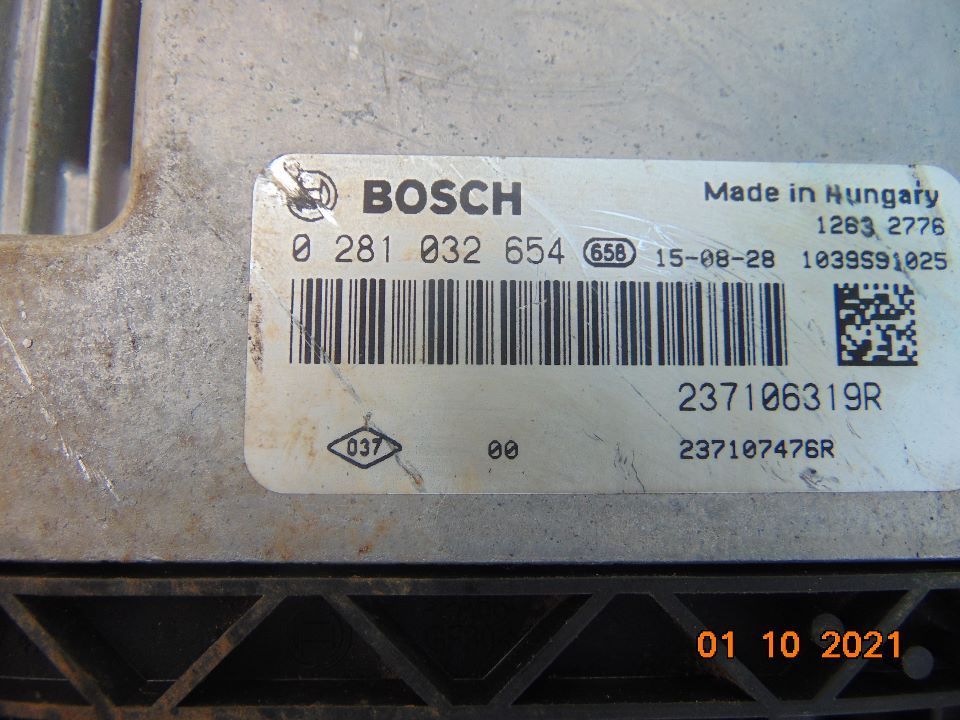 BOSCH
Made in Hungary
1263 2776
0 281 032 654 658 15-08-28 1039S91025
237106319R
037 00 237107476R
01 10 2021